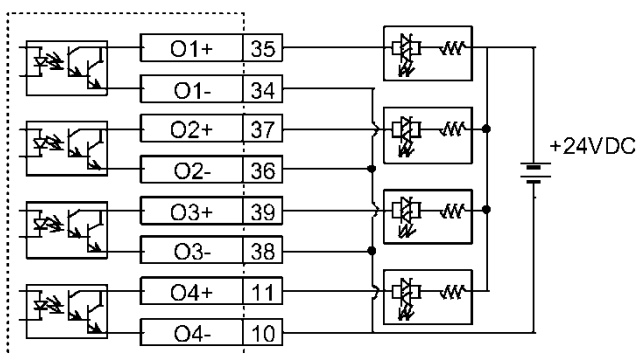 O1+ 35
O1- 34
O2+ 37
+24VDC
O2- 36
O3+ 39
O3- 38
O4+ 11
O4- 10